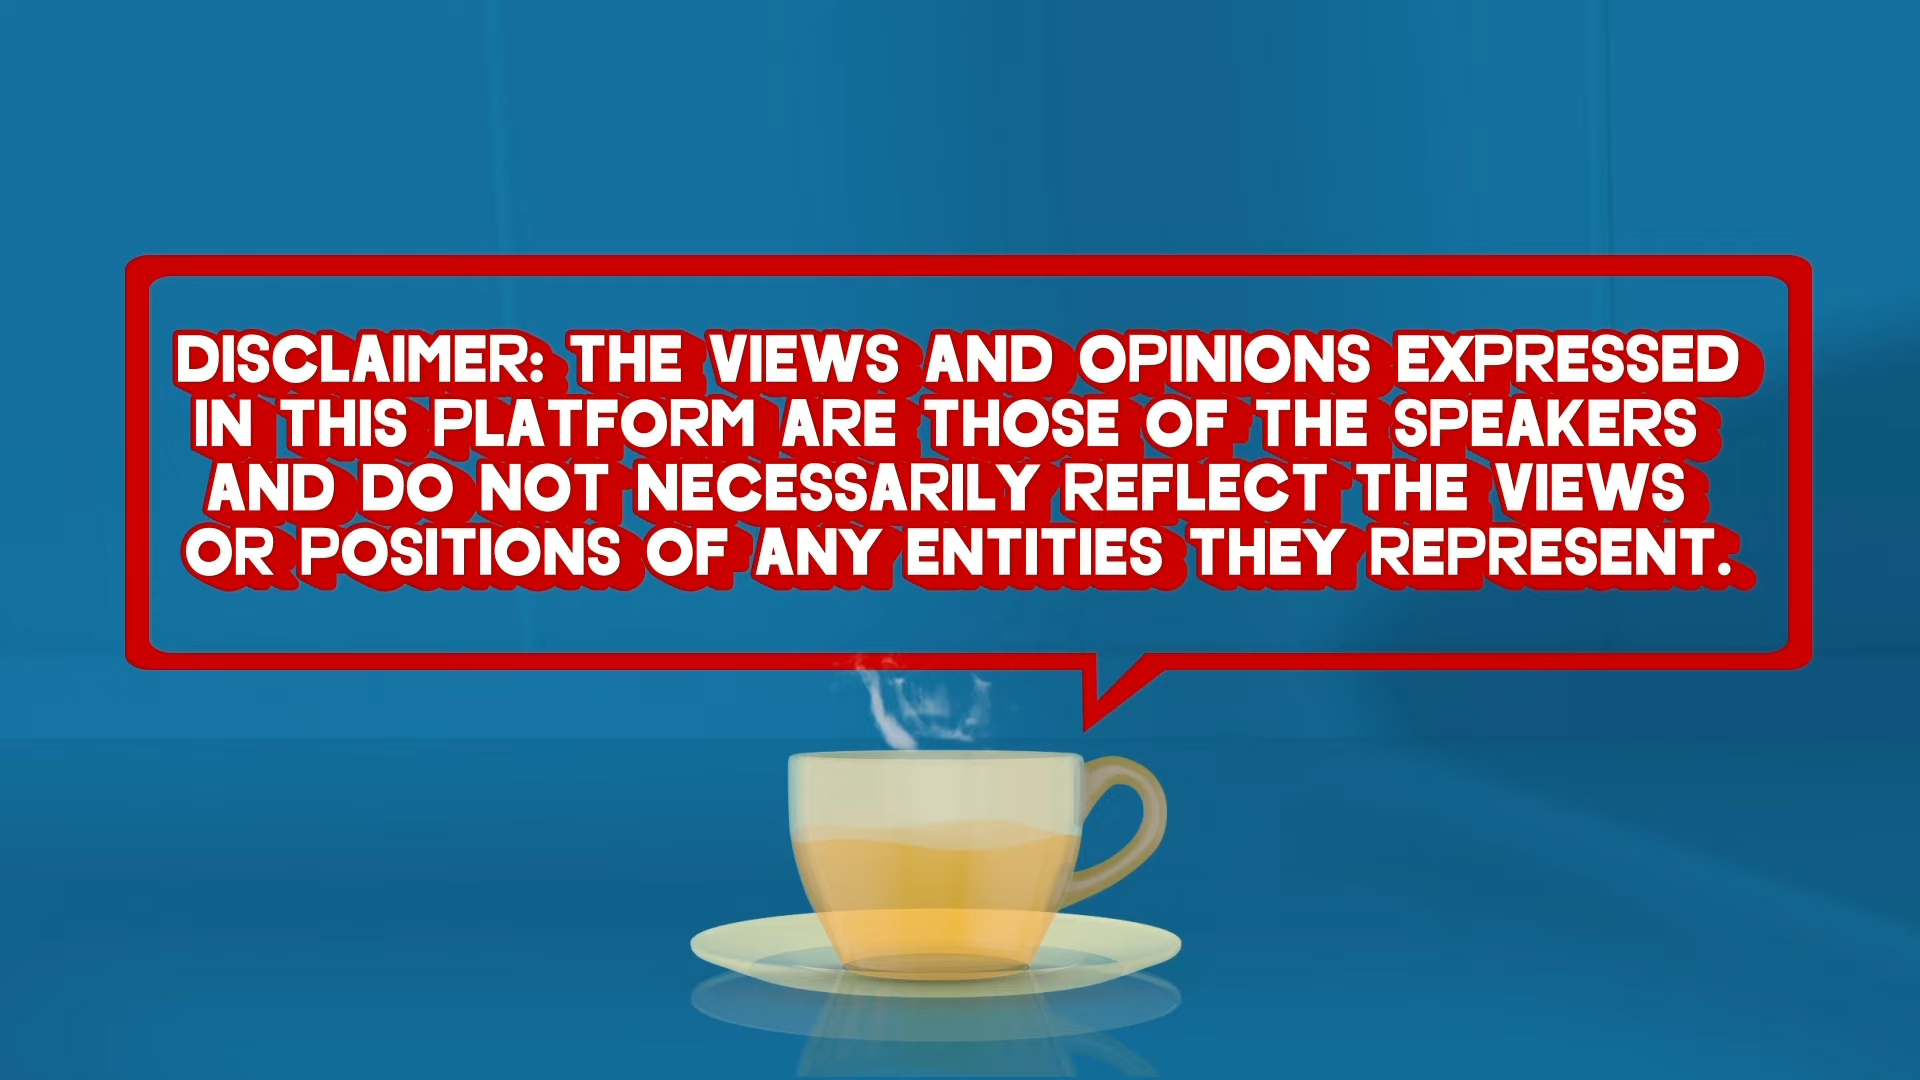 DISCLAIMER: THE VIEWS AND OPINIONS EXPRESSED
IN THIS PLATFORM ARE THOSE OF THE SPEAKERS
AND DO NOT NECESSARILY REFLECT THE VIEWS
OR POSITIONS OF ANY ENTITIES THEY REPRESENT.